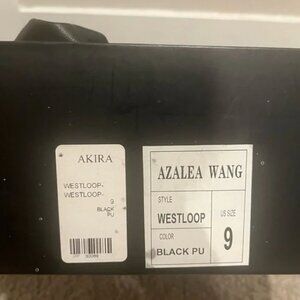 AKIRA
WESTLOOP-
WESTLOOP-
9
BLACK
PU
AZALEA WANG
STYLE
WESTLOOP
US SIZE
9
COLOR
BLACK PU